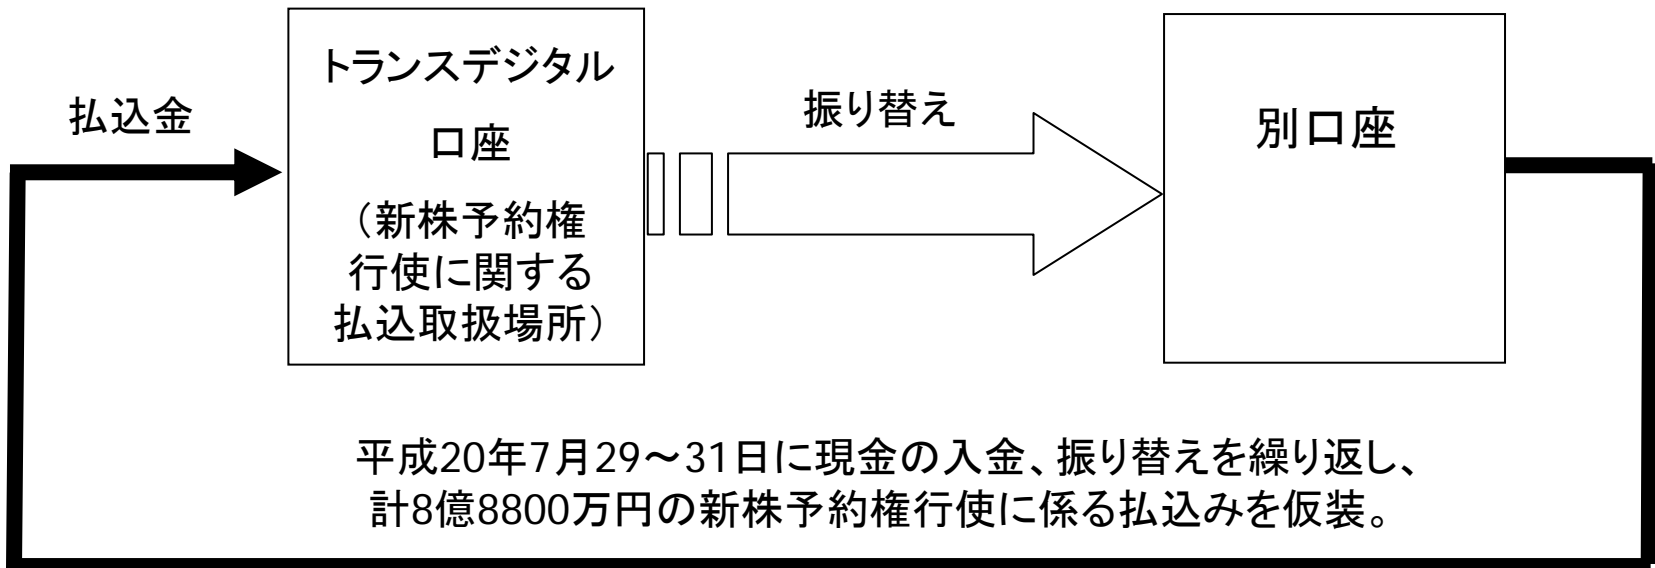 払込金
トランスデジタル
口座
（新株予約権
行使に関する
払込取扱場所）
振り替え
別口座
平成20年7月29～31日に現金の入金、振り替えを繰り返し、
計8億8800万円の新株予約権行使に係る払込みを仮装。